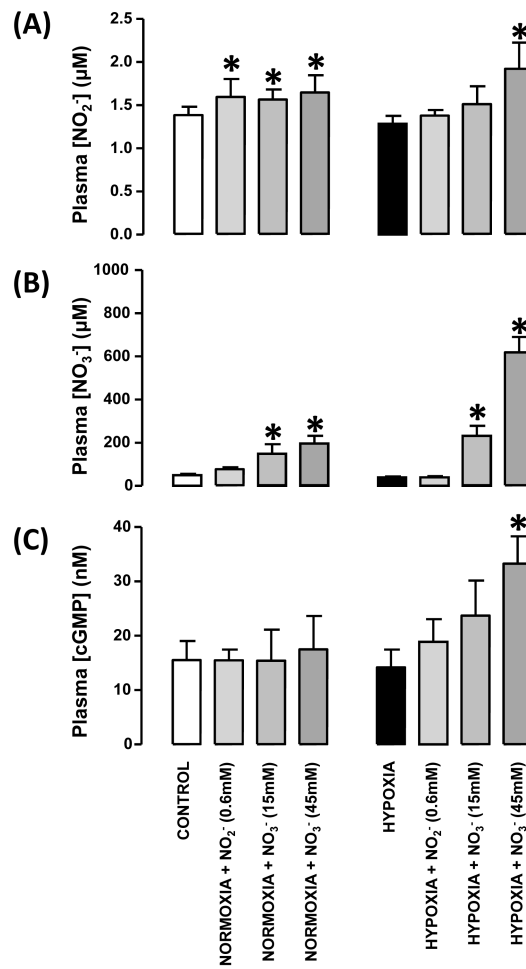 (A)
Plasma [NO₂⁻] (µM)
2.5
2.0
1.5
1.0
0.5
0.0
* * * *
(B)
Plasma [NO₃⁻] (µM)
1000
800
600
400
200
0
* * * *
(C)
Plasma [cGMP] (nM)
40
30
20
10
0
*
CONTROL
NORMOXIA + NO₂⁻ (0.6mM)
NORMOXIA + NO₃⁻ (15mM)
NORMOXIA + NO₃⁻ (45mM)
HYPOXIA
HYPOXIA + NO₂⁻ (0.6mM)
HYPOXIA + NO₃⁻ (15mM)
HYPOXIA + NO₃⁻ (45mM)